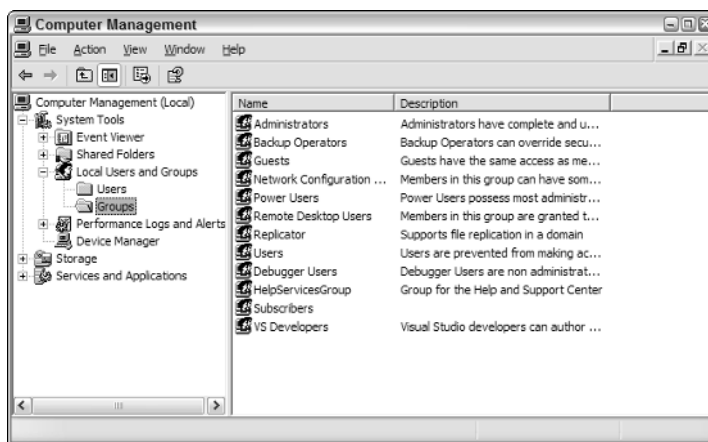 Computer Management
File Action View Window Help
Computer Management (Local)
System Tools
Event Viewer
Shared Folders
Local Users and Groups
Users
Groups
Performance Logs and Alerts
Device Manager
Storage
Services and Applications
Name Description
Administrators Administrators have complete and u...
Backup Operators Backup Operators can override secu...
Guests Guests have the same access as me...
Network Configuration ... Members in this group can have som...
Power Users Power Users possess most administr...
Remote Desktop Users Members in this group are granted t...
Replicator Supports file replication in a domain
Users Users are prevented from making ac...
Debugger Users Debugger Users are non administrat...
HelpServicesGroup Group for the Help and Support Center
Subscribers
VS Developers Visual Studio developers can author ...